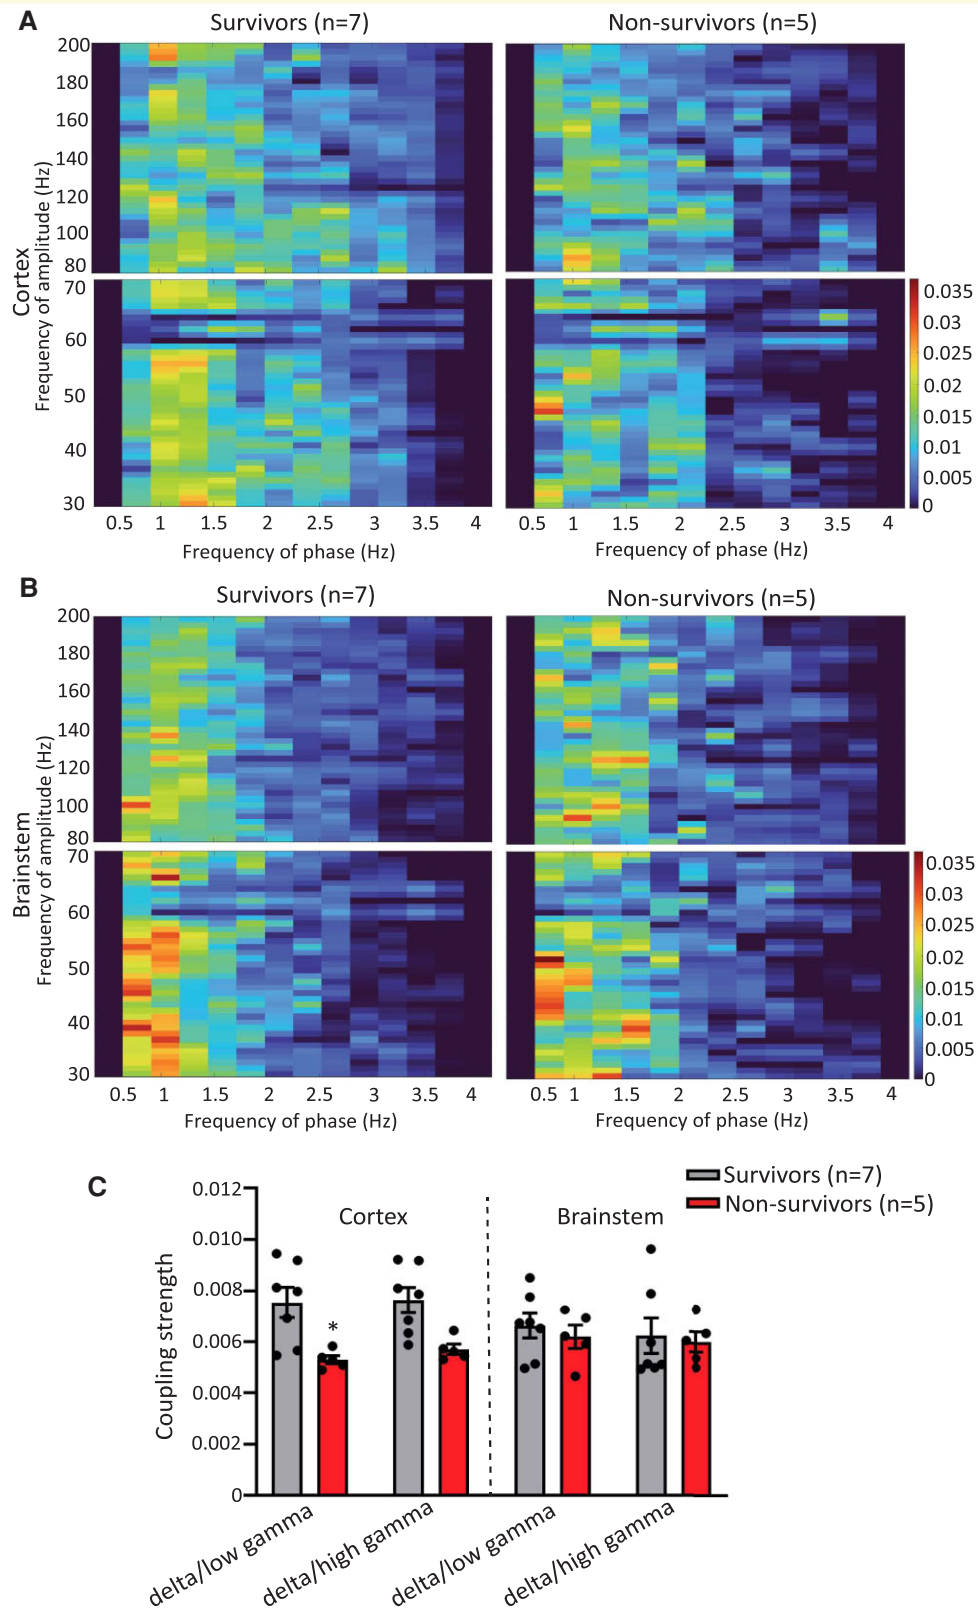 A
Survivors (n=7)
Non-survivors (n=5)
200
180
160
140
120
100
80
70
60
50
40
30
Cortex
Frequency of amplitude (Hz)
0.035
0.03
0.025
0.02
0.015
0.01
0.005
0
0.5 1 1.5 2 2.5 3 3.5 4
0.5 1 1.5 2 2.5 3 3.5 4
Frequency of phase (Hz)
Frequency of phase (Hz)
B
Survivors (n=7)
Non-survivors (n=5)
200
180
160
140
120
100
80
70
60
50
40
30
Brainstem
Frequency of amplitude (Hz)
0.035
0.03
0.025
0.02
0.015
0.01
0.005
0
0.5 1 1.5 2 2.5 3 3.5 4
0.5 1 1.5 2 2.5 3 3.5 4
Frequency of phase (Hz)
Frequency of phase (Hz)
C
Survivors (n=7)
Non-survivors (n=5)
Cortex
Brainstem
0.012
0.010
0.008
0.006
0.004
0.002
0
Coupling strength
*
delta/low gamma
delta/high gamma
delta/low gamma
delta/high gamma